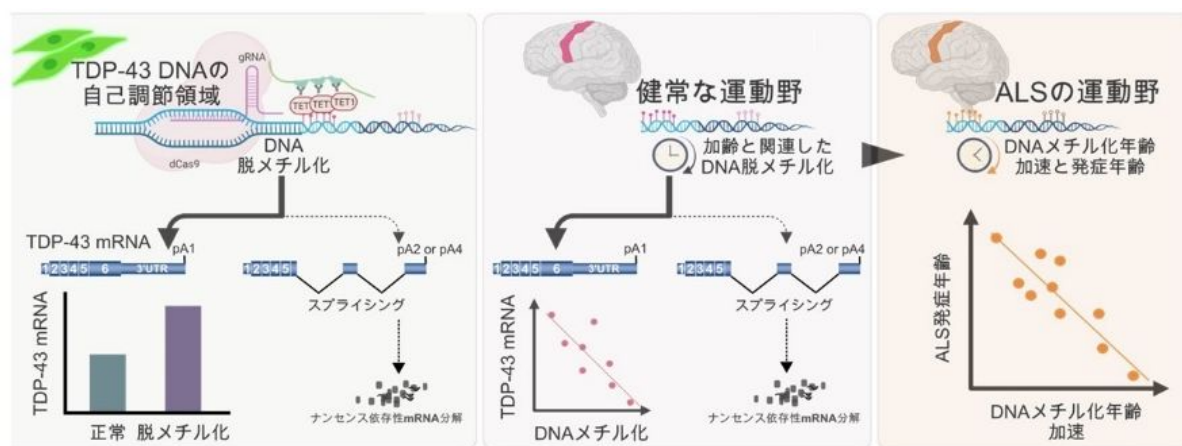 TDP-43 DNAの
自己調節領域
gRNA
TET TET TET1
dCas9
DNA
脱メチル化
TDP-43 mRNA
pA1
pA2 or pA4
1 2 3 4 5 6 3'UTR
1 2 3 4 5
スプライシング
TDP-43 mRNA
正常 脱メチル化
ナンセンス依存性mRNA分解
健常な運動野
加齢と関連した
DNA脱メチル化
pA1
pA2 or pA4
1 2 3 4 5 6 3'UTR
1 2 3 4 5
スプライシング
TDP-43 mRNA
DNAメチル化
ナンセンス依存性mRNA分解
ALSの運動野
DNAメチル化年齢
加速と発症年齢
ALS発症年齢
DNAメチル化年齢
加速